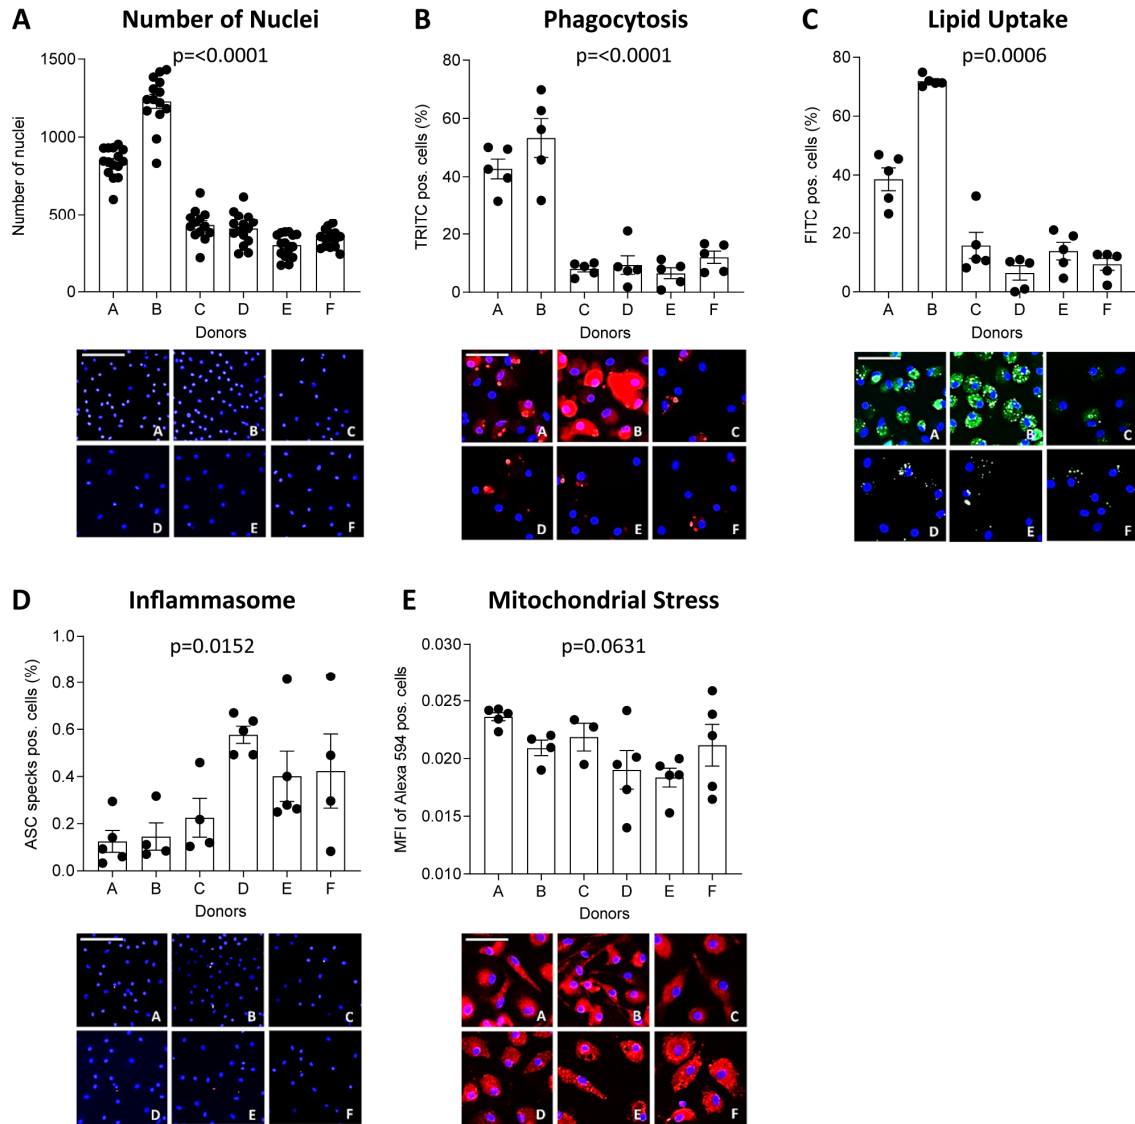 A Number of Nuclei
p=<0.0001
Number of nuclei
1500
1000
500
0
A B C D E F
Donors
A B C
D E F
B Phagocytosis
p=<0.0001
TRITC pos. cells (%)
80
60
40
20
0
A B C D E F
Donors
A B C
D E F
C Lipid Uptake
p=0.0006
FITC pos. cells (%)
80
60
40
20
0
A B C D E F
Donors
A B C
D E F
D Inflammasome
p=0.0152
ASC specks pos. cells (%)
1.0
0.8
0.6
0.4
0.2
0.0
A B C D E F
Donors
A B C
D E F
E Mitochondrial Stress
p=0.0631
MFI of Alexa 594 pos. cells
0.030
0.025
0.020
0.015
0.010
A B C D E F
Donors
A B C
D E F